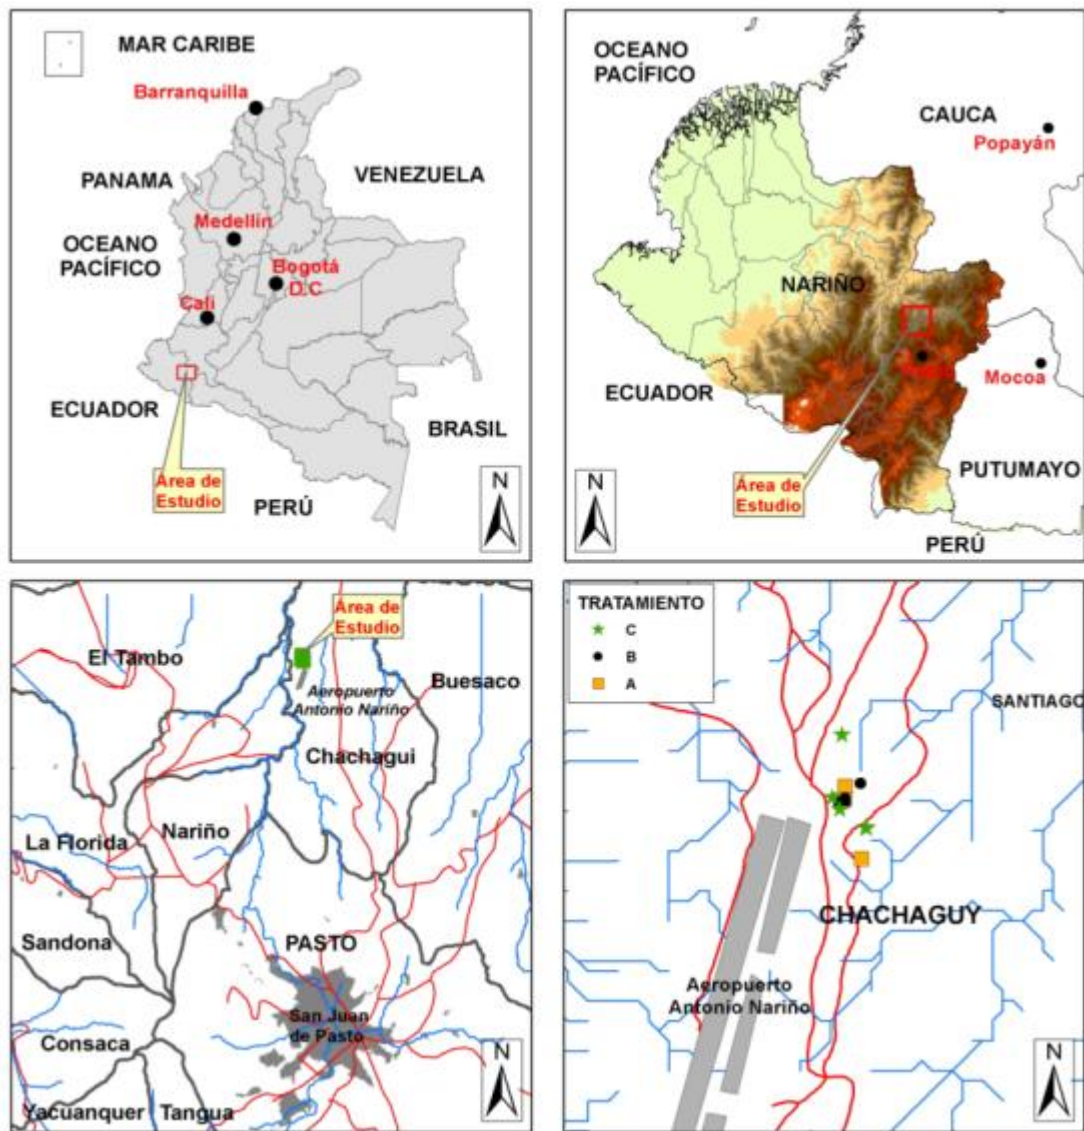 MAR CARIBE
Barranquilla
PANAMA
VENEZUELA
Medellín
OCEANO
PACÍFICO
Bogotá
D.C
Cali
ECUADOR
BRASIL
Área de
Estudio
PERÚ
N
OCEANO
PACÍFICO
CAUCA
Popayán
NARIÑO
ECUADOR
Mocoa
Área de
Estudio
PUTUMAYO
PERÚ
N
Área de
Estudio
El Tambo
Aeropuerto
Antonio Nariño
Buesaco
Chachagui
Nariño
La Florida
Sandona
PASTO
San Juan
de Pasto
Consaca
Yacuanquer
Tangua
N
TRATAMIENTO
C
B
A
SANTIAGO
CHACHAGUY
Aeropuerto
Antonio Nariño
N